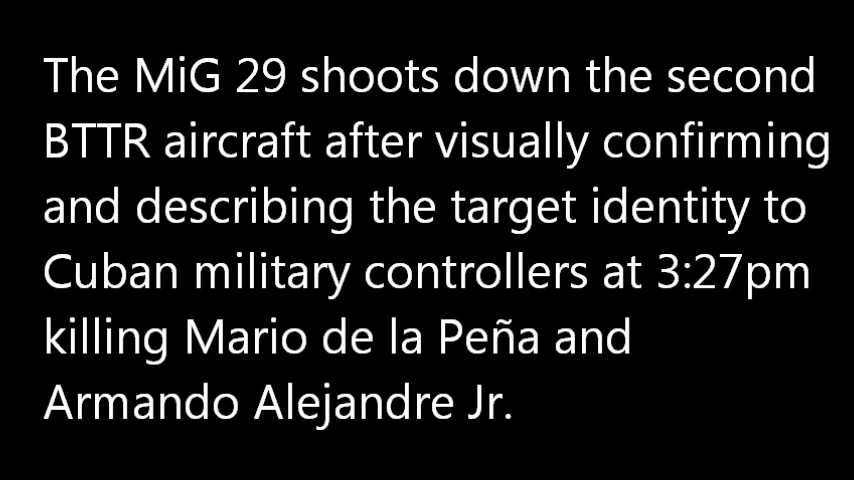 The MiG 29 shoots down the second
BTTR aircraft after visually confirming
and describing the target identity to
Cuban military controllers at 3:27pm
killing Mario de la Peña and
Armando Alejandre Jr.